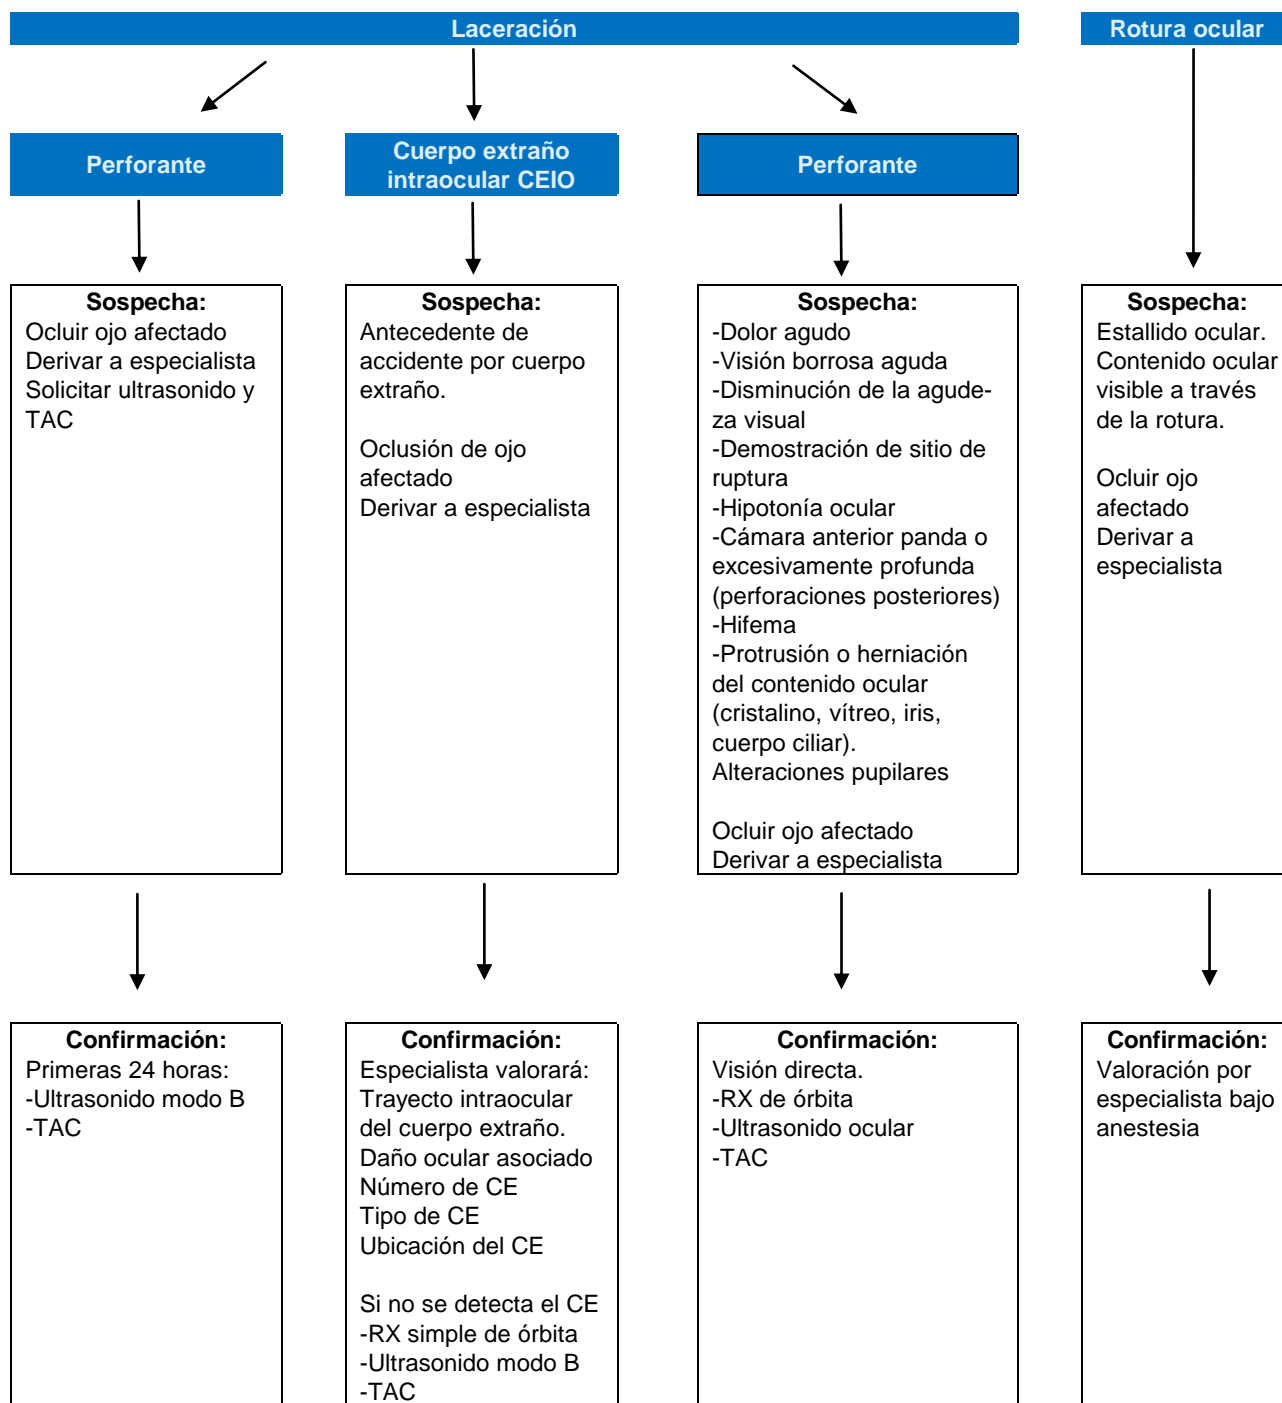 Laceración
Rotura ocular
Perforante
Cuerpo extraño
intraocular CEIO
Perforante
Sospecha:
Ocluir ojo afectado
Derivar a especialista
Solicitar ultrasonido y
TAC
Sospecha:
Antecedente de
accidente por cuerpo
extraño.
Oclusión de ojo
afectado
Derivar a especialista
Sospecha:
-Dolor agudo
-Visión borrosa aguda
-Disminución de la agude-
za visual
-Demostración de sitio de
ruptura
-Hipotonía ocular
-Cámara anterior panda o
excesivamente profunda
(perforaciones posteriores)
-Hifema
-Protrusión o herniación
del contenido ocular
(cristalino, vítreo, iris,
cuerpo ciliar).
Alteraciones pupilares
Ocluir ojo afectado
Derivar a especialista
Sospecha:
Estallido ocular.
Contenido ocular
visible a través
de la rotura.
Ocluir ojo
afectado
Derivar a
especialista
Confirmación:
Primeras 24 horas:
-Ultrasonido modo B
-TAC
Confirmación:
Especialista valorará:
Trayecto intraocular
del cuerpo extraño.
Daño ocular asociado
Número de CE
Tipo de CE
Ubicación del CE
Si no se detecta el CE
-RX simple de órbita
-Ultrasonido modo B
-TAC
Confirmación:
Visión directa.
-RX de órbita
-Ultrasonido ocular
-TAC
Confirmación:
Valoración por
especialista bajo
anestesia